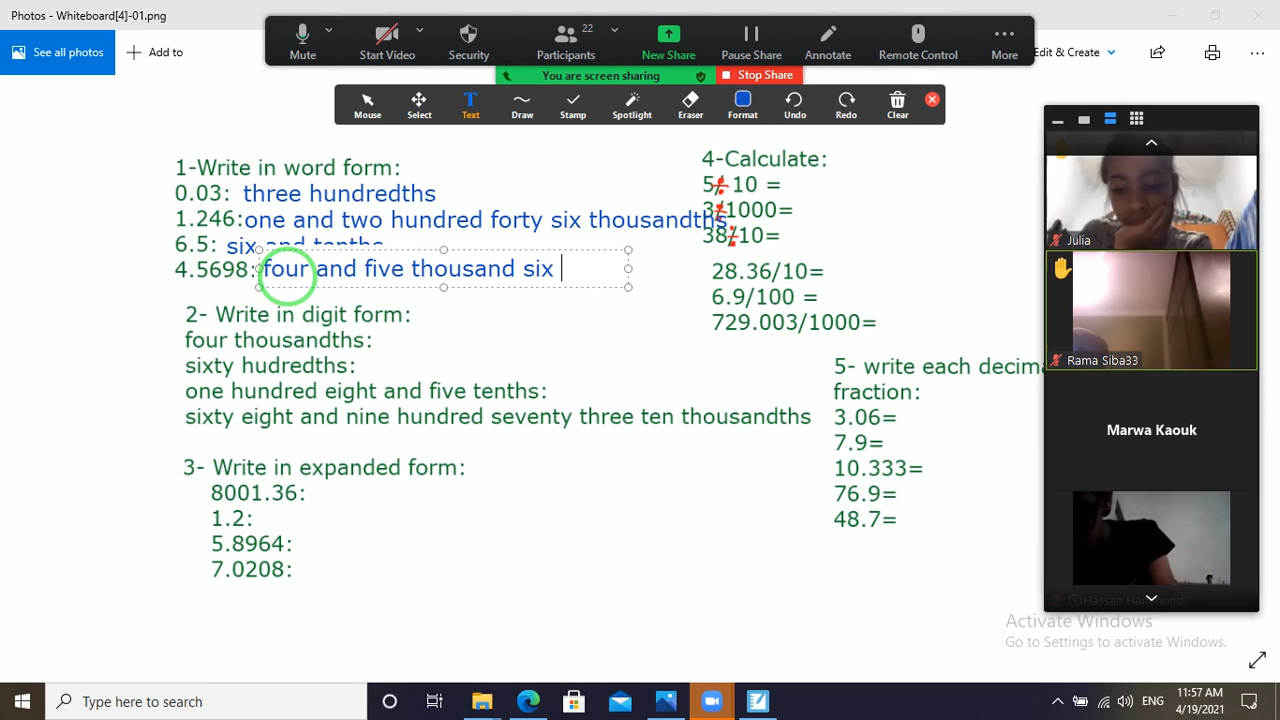 Photos - Whiteboard[4]-01.png
See all photos
Add to
Mute
Start Video
Security
22
Participants
New Share
Pause Share
Annotate
Remote Control
More
Edit & Create
You are screen sharing
Stop Share
Mouse
Select
Text
Draw
Stamp
Spotlight
Eraser
Format
Undo
Redo
Clear
1-Write in word form:
0.03: three hundredths
1.246:one and two hundred forty six thousandths
6.5: six and tenths
4.5698: four and five thousand six
2- Write in digit form:
four thousandths:
sixty hudredths:
one hundred eight and five tenths:
sixty eight and nine hundred seventy three ten thousandths
3- Write in expanded form:
8001.36:
1.2:
5.8964:
7.0208:
4-Calculate:
5/10 =
3/1000=
38/10=
28.36/10=
6.9/100 =
729.003/1000=
5- write each decima
fraction:
3.06=
7.9=
10.333=
76.9=
48.7=
Julia
Rama Siba33
Marwa Kaouk
Hassan Hammond
Activate Windows
Go to Settings to activate Windows.
Type here to search
ENG
11:57 AM
4/19/2021